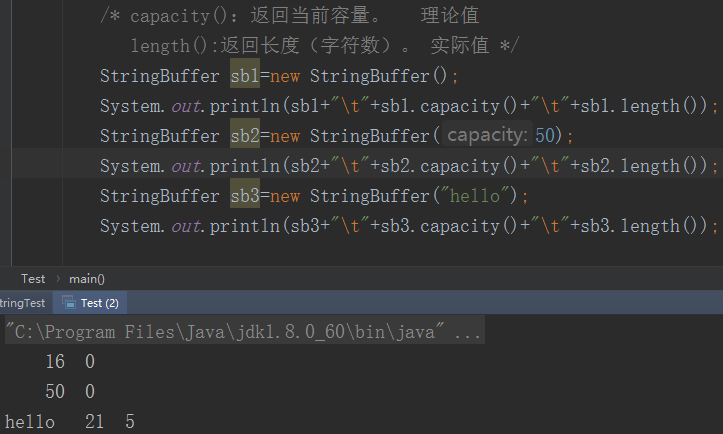 /* capacity(): 返回当前容量。 理论值
length():返回长度（字符数）。 实际值 */
StringBuffer sb1=new StringBuffer();
System.out.println(sb1+"\t"+sb1.capacity()+"\t"+sb1.length());
StringBuffer sb2=new StringBuffer( capacity: 50);
System.out.println(sb2+"\t"+sb2.capacity()+"\t"+sb2.length());
StringBuffer sb3=new StringBuffer("hello");
System.out.println(sb3+"\t"+sb3.capacity()+"\t"+sb3.length());
Test › main()
tringTest Test (2)
"C:\Program Files\Java\jdk1.8.0_60\bin\java" ...
16 0
50 0
hello 21 5